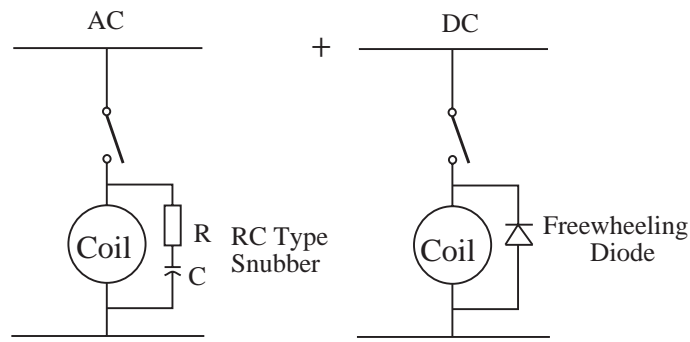 AC
+
DC
Coil
R
C
RC Type
Snubber
Coil
Freewheeling
Diode